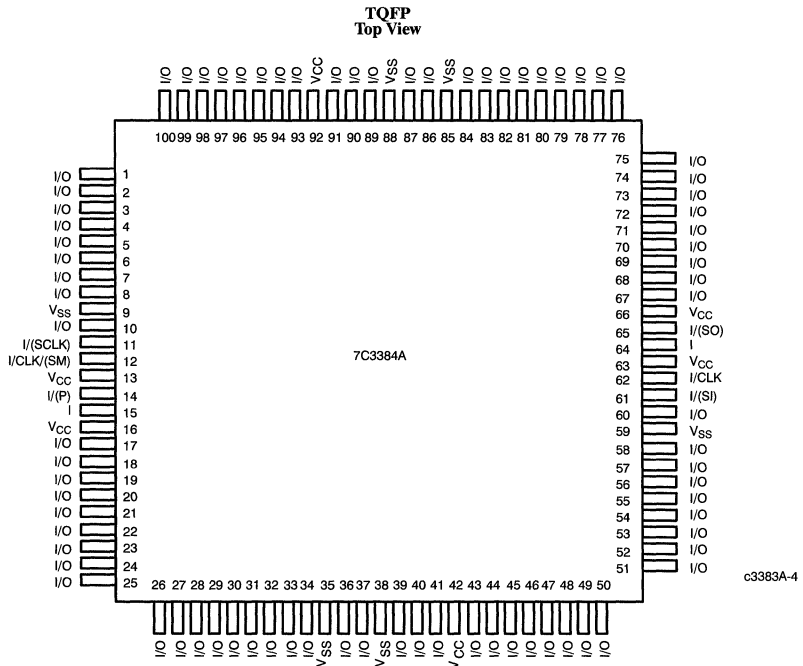 TQFP
Top View
I/O I/O I/O I/O I/O I/O I/O I/O VCC I/O I/O I/O VSS I/O I/O VSS I/O I/O I/O I/O I/O I/O I/O I/O I/O
100 99 98 97 96 95 94 93 92 91 90 89 88 87 86 85 84 83 82 81 80 79 78 77 76
I/O 1
I/O 2
I/O 3
I/O 4
I/O 5
I/O 6
I/O 7
I/O 8
VSS 9
I/O 10
I/(SCLK) 11
I/CLK/(SM) 12
VCC 13
I/(P) 14
I 15
VCC 16
I/O 17
I/O 18
I/O 19
I/O 20
I/O 21
I/O 22
I/O 23
I/O 24
I/O 25
7C3384A
75 I/O
74 I/O
73 I/O
72 I/O
71 I/O
70 I/O
69 I/O
68 I/O
67 I/O
66 VCC
65 I/(SO)
64 I
63 VCC
62 I/CLK
61 I/(SI)
60 I/O
59 VSS
58 I/O
57 I/O
56 I/O
55 I/O
54 I/O
53 I/O
52 I/O
51 I/O
26 27 28 29 30 31 32 33 34 35 36 37 38 39 40 41 42 43 44 45 46 47 48 49 50
I/O I/O I/O I/O I/O I/O I/O I/O I/O VSS I/O I/O VSS I/O I/O I/O VCC I/O I/O I/O I/O I/O I/O I/O I/O
c3383A-4